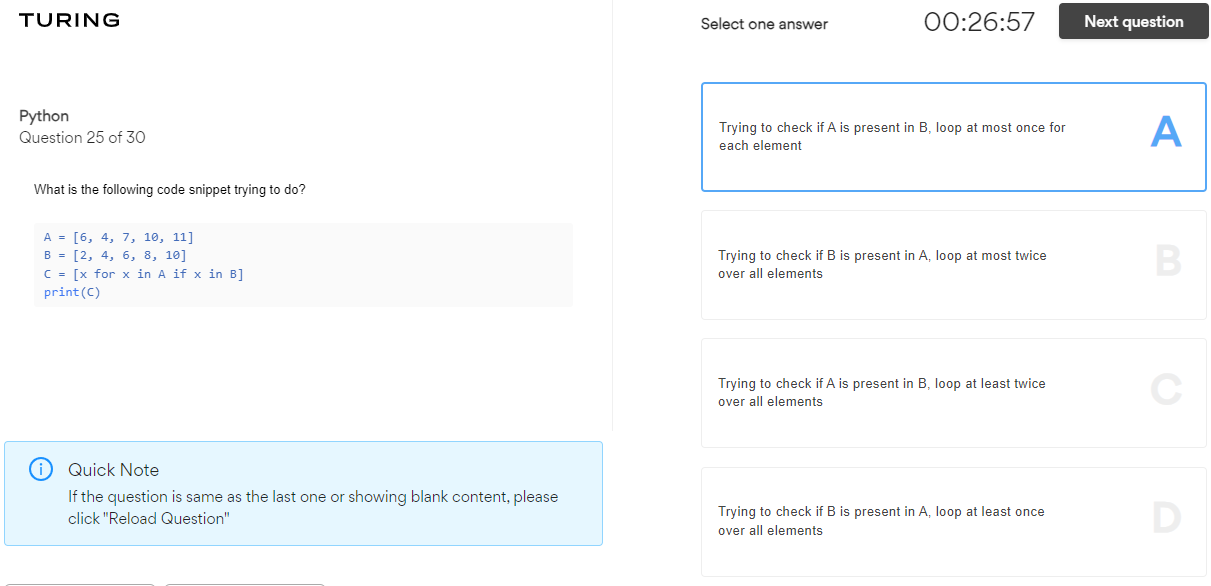 TURING
Select one answer
00:26:57
Next question
Python
Question 25 of 30
What is the following code snippet trying to do?
A = [6, 4, 7, 10, 11]
B = [2, 4, 6, 8, 10]
C = [x for x in A if x in B]
print(C)
Quick Note
If the question is same as the last one or showing blank content, please
click "Reload Question"
Trying to check if A is present in B, loop at most once for
each element
A
Trying to check if B is present in A, loop at most twice
over all elements
B
Trying to check if A is present in B, loop at least twice
over all elements
C
Trying to check if B is present in A, loop at least once
over all elements
D